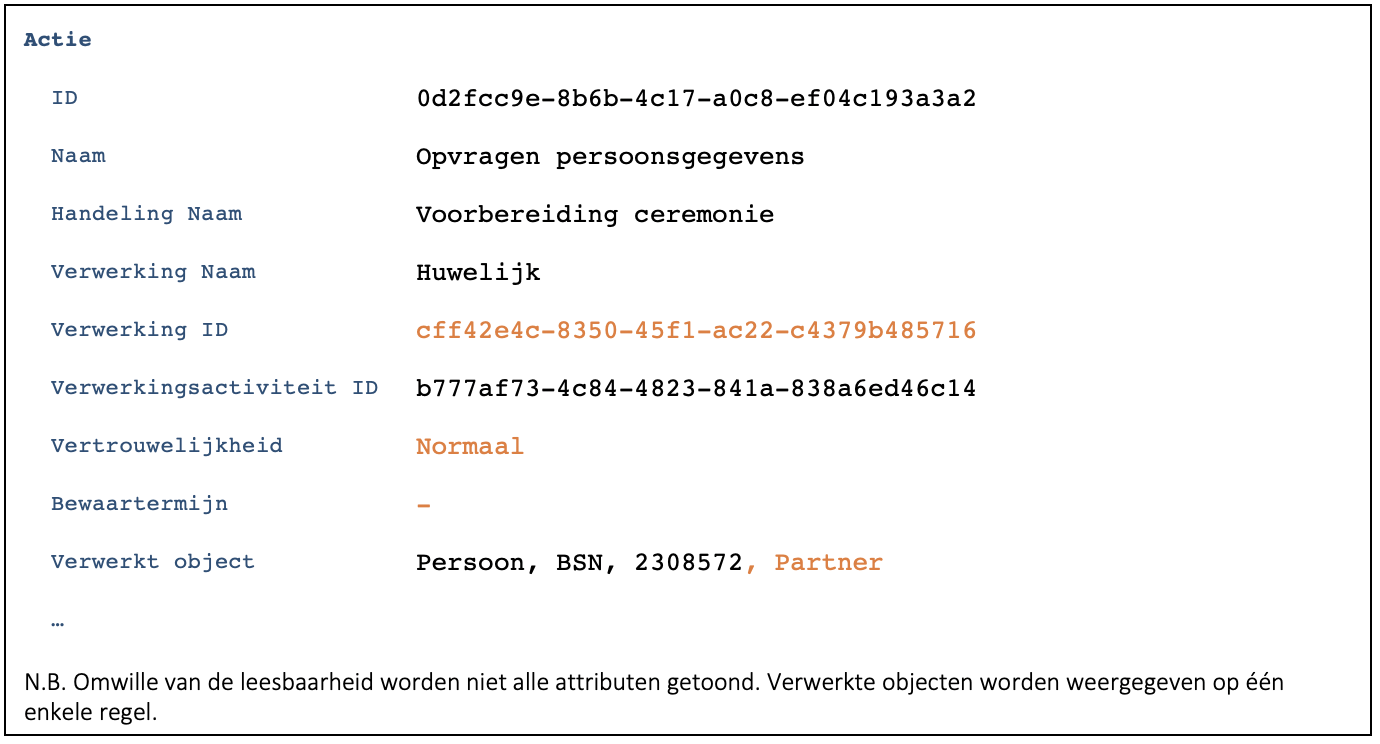 Actie
ID 0d2fcc9e-8b6b-4c17-a0c8-ef04c193a3a2
Naam Opvragen persoonsgegevens
Handeling Naam Voorbereiding ceremonie
Verwerking Naam Huwelijk
Verwerking ID cff42e4c-8350-45f1-ac22-c4379b485716
Verwerkingsactiviteit ID b777af73-4c84-4823-841a-838a6ed46c14
Vertrouwelijkheid Normaal
Bewaartermijn -
Verwerkt object Persoon, BSN, 2308572, Partner
…
N.B. Omwille van de leesbaarheid worden niet alle attributen getoond. Verwerkte objecten worden weergegeven op één
enkele regel.